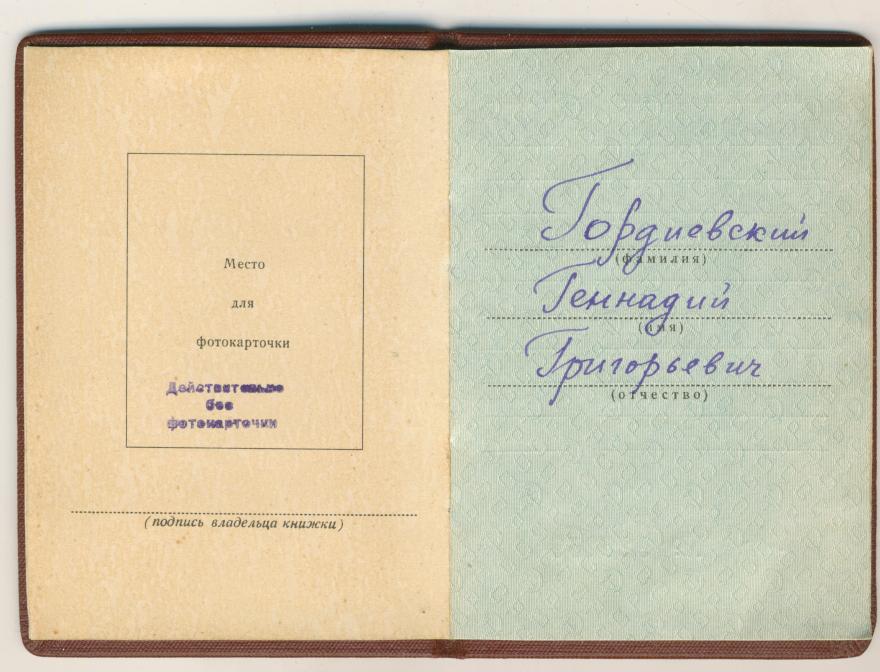 Место
для
фотокарточки
Действительно
без
фотокарточки
(подпись владельца книжки)
Гордиевский
(фамилия)
Геннадий
(имя)
Григорьевич
(отчество)